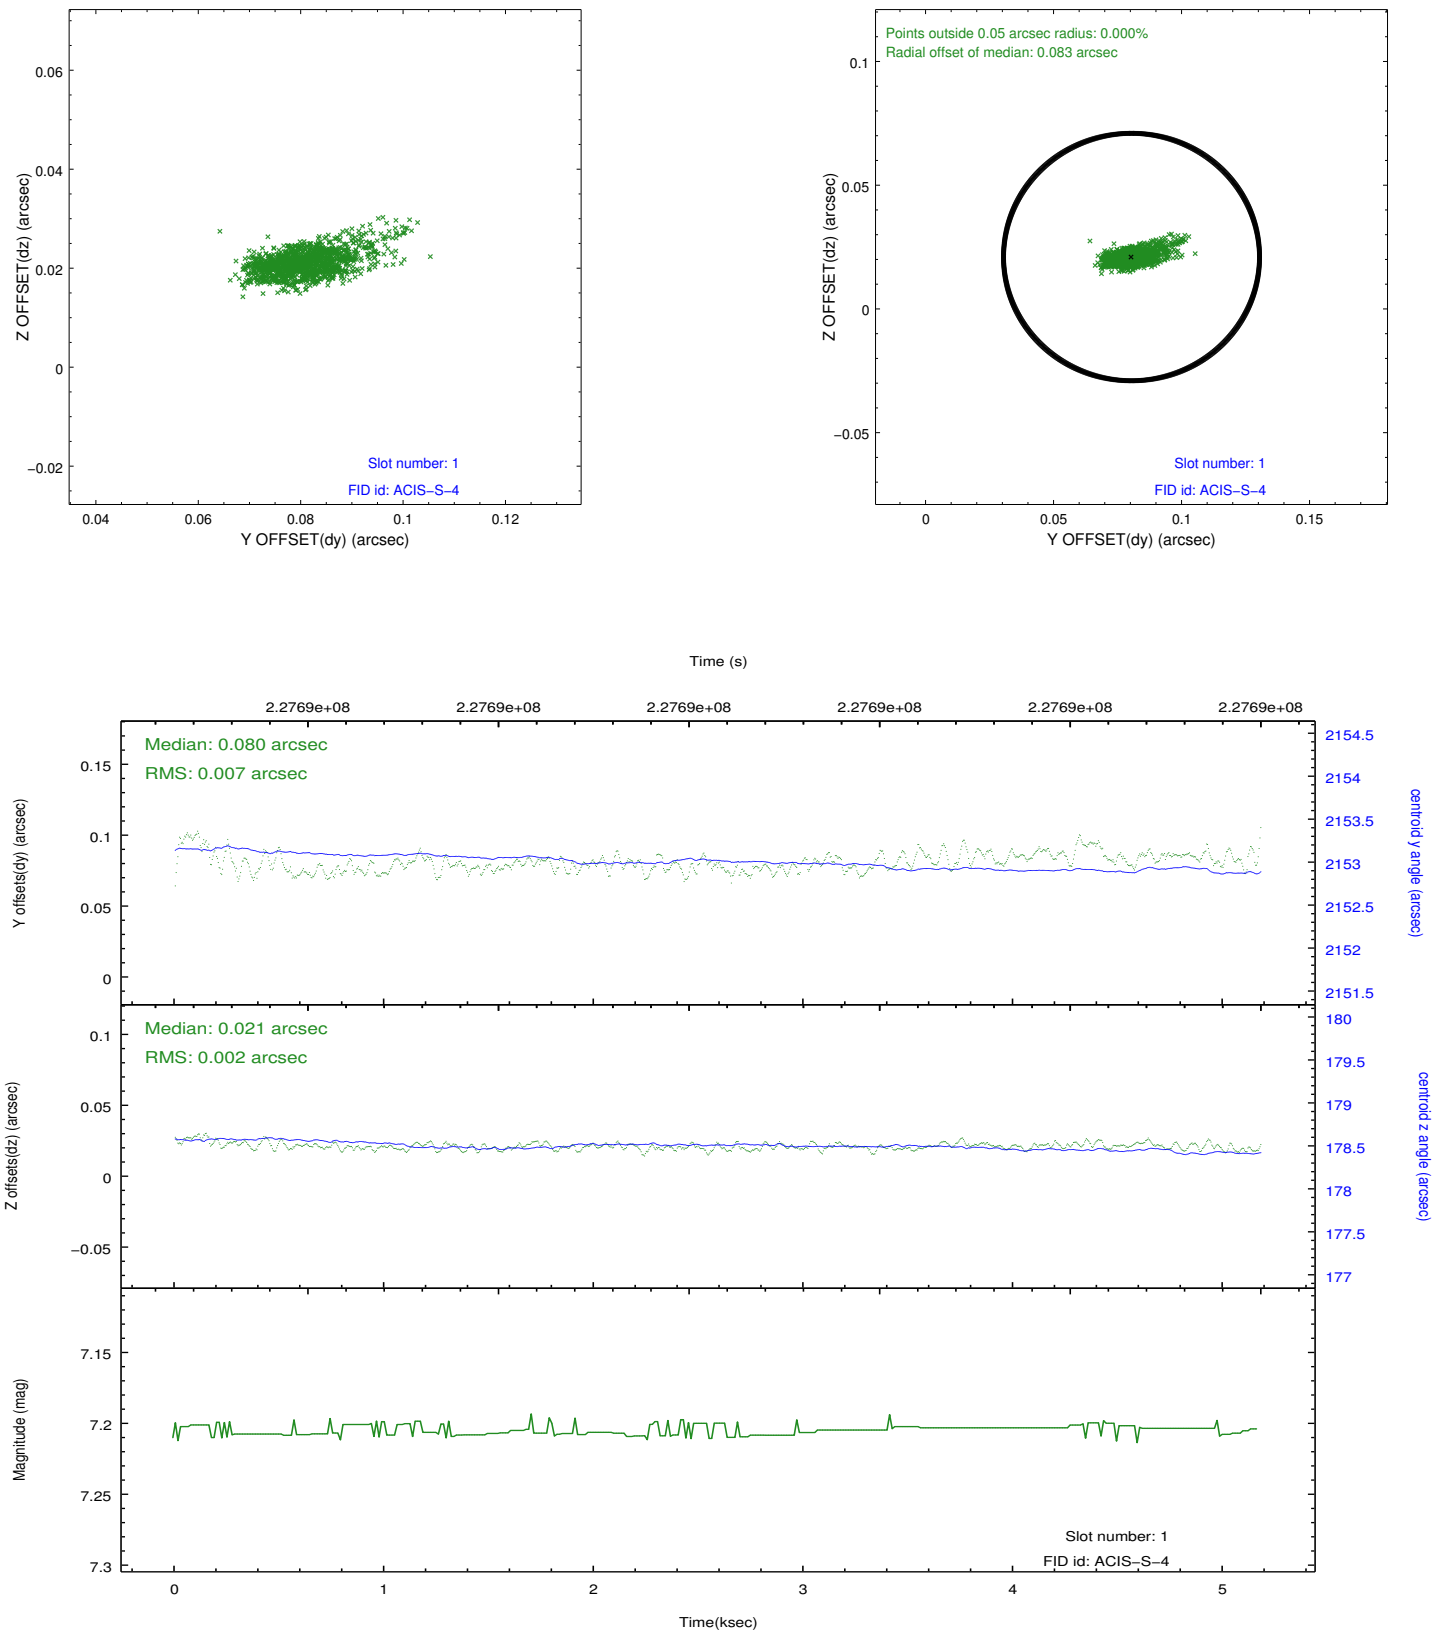 Points outside 0.05 arcsec radius: 0.000%
Radial offset of median: 0.083 arcsec
0.06
0.04
0.02
0
−0.02
Z OFFSET(dz) (arcsec)
Slot number: 1
FID id: ACIS−S−4
0.04 0.06 0.08 0.1 0.12
Y OFFSET(dy) (arcsec)
0.1
0.05
0
−0.05
Z OFFSET(dz) (arcsec)
Slot number: 1
FID id: ACIS−S−4
0 0.05 0.1 0.15
Y OFFSET(dy) (arcsec)
Time (s)
2.2769e+08 2.2769e+08 2.2769e+08 2.2769e+08 2.2769e+08 2.2769e+08
Median: 0.080 arcsec
RMS: 0.007 arcsec
0.15
0.1
0.05
0
Y offsets(dy) (arcsec)
2154.5
2154
2153.5
2153
2152.5
2152
2151.5
centroid y angle (arcsec)
Median: 0.021 arcsec
RMS: 0.002 arcsec
0.1
0.05
0
−0.05
Z offsets(dz) (arcsec)
180
179.5
179
178.5
178
177.5
177
centroid z angle (arcsec)
7.15
7.2
7.25
7.3
Magnitude (mag)
Slot number: 1
FID id: ACIS−S−4
0 1 2 3 4 5
Time(ksec)